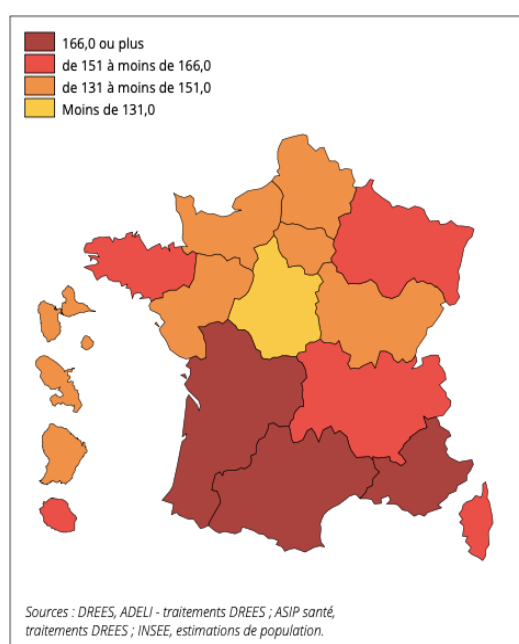 166,0 ou plus
de 151 à moins de 166,0
de 131 à moins de 151,0
Moins de 131,0
Sources : DREES, ADELI - traitements DREES ; ASIP santé,
traitements DREES ; INSEE, estimations de population.